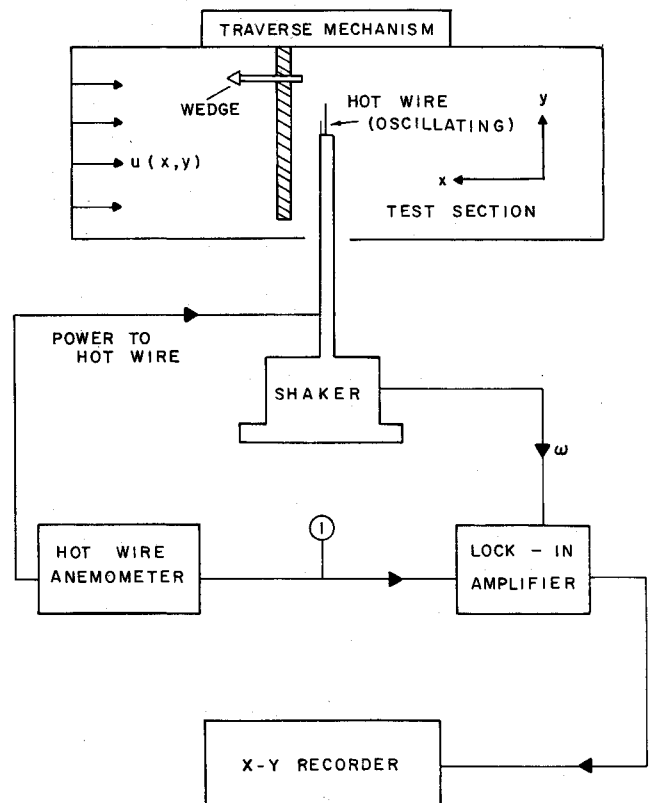 TRAVERSE MECHANISM
WEDGE
HOT WIRE
(OSCILLATING)
y
u(x,y)
x
TEST SECTION
POWER TO
HOT WIRE
SHAKER
ω
1
HOT WIRE
ANEMOMETER
LOCK - IN
AMPLIFIER
X-Y RECORDER